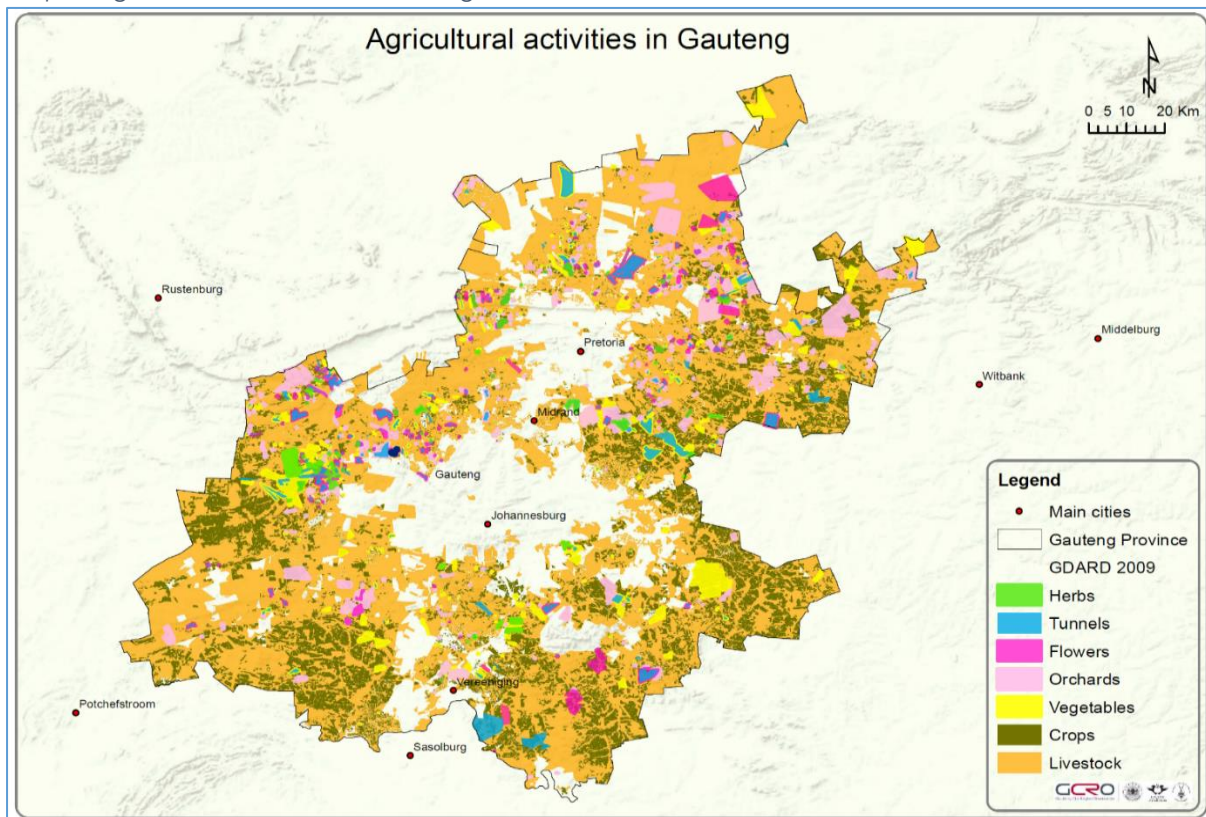 Agricultural activities in Gauteng
N
0 5 10 20 Km
Rustenburg
Pretoria
Middelburg
Witbank
Midrand
Gauteng
Johannesburg
Vereeniging
Potchefstroom
Sasolburg
Legend
Main cities
Gauteng Province
GDARD 2009
Herbs
Tunnels
Flowers
Orchards
Vegetables
Crops
Livestock
GCRO